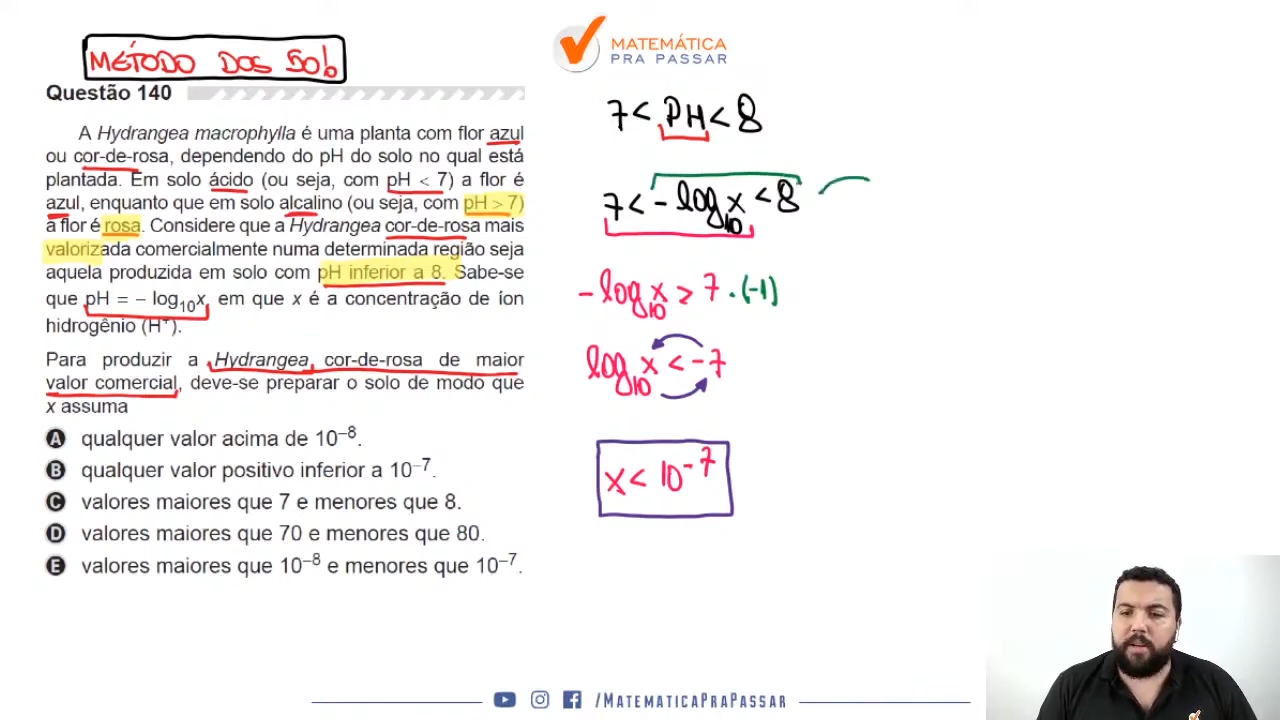 MÉTODO DOS 50!
MATEMÁTICA
PRA PASSAR
Questão 140
A Hydrangea macrophylla é uma planta com flor azul
ou cor-de-rosa, dependendo do pH do solo no qual está
plantada. Em solo ácido (ou seja, com pH < 7) a flor é
azul, enquanto que em solo alcalino (ou seja, com pH > 7)
a flor é rosa. Considere que a Hydrangea cor-de-rosa mais
valorizada comercialmente numa determinada região seja
aquela produzida em solo com pH inferior a 8. Sabe-se
que pH = – log₁₀x, em que x é a concentração de íon
hidrogênio (H⁺).
Para produzir a Hydrangea cor-de-rosa de maior
valor comercial, deve-se preparar o solo de modo que
x assuma
A qualquer valor acima de 10⁻⁸.
B qualquer valor positivo inferior a 10⁻⁷.
C valores maiores que 7 e menores que 8.
D valores maiores que 70 e menores que 80.
E valores maiores que 10⁻⁸ e menores que 10⁻⁷.
7 < PH < 8
7 < - log₁₀x < 8
- log₁₀x > 7 . (-1)
log₁₀x < -7
x < 10⁻⁷
/MatematicaPraPassar